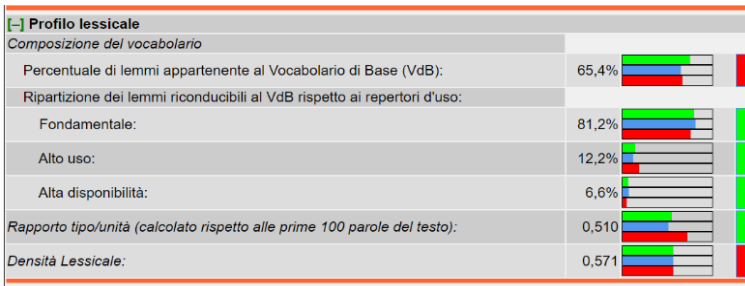 [–] Profilo lessicale
Composizione del vocabolario
Percentuale di lemmi appartenente al Vocabolario di Base (VdB): 65,4%
Ripartizione dei lemmi riconducibili al VdB rispetto ai repertori d'uso:
Fondamentale: 81,2%
Alto uso: 12,2%
Alta disponibilità: 6,6%
Rapporto tipo/unità (calcolato rispetto alle prime 100 parole del testo): 0,510
Densità Lessicale: 0,571